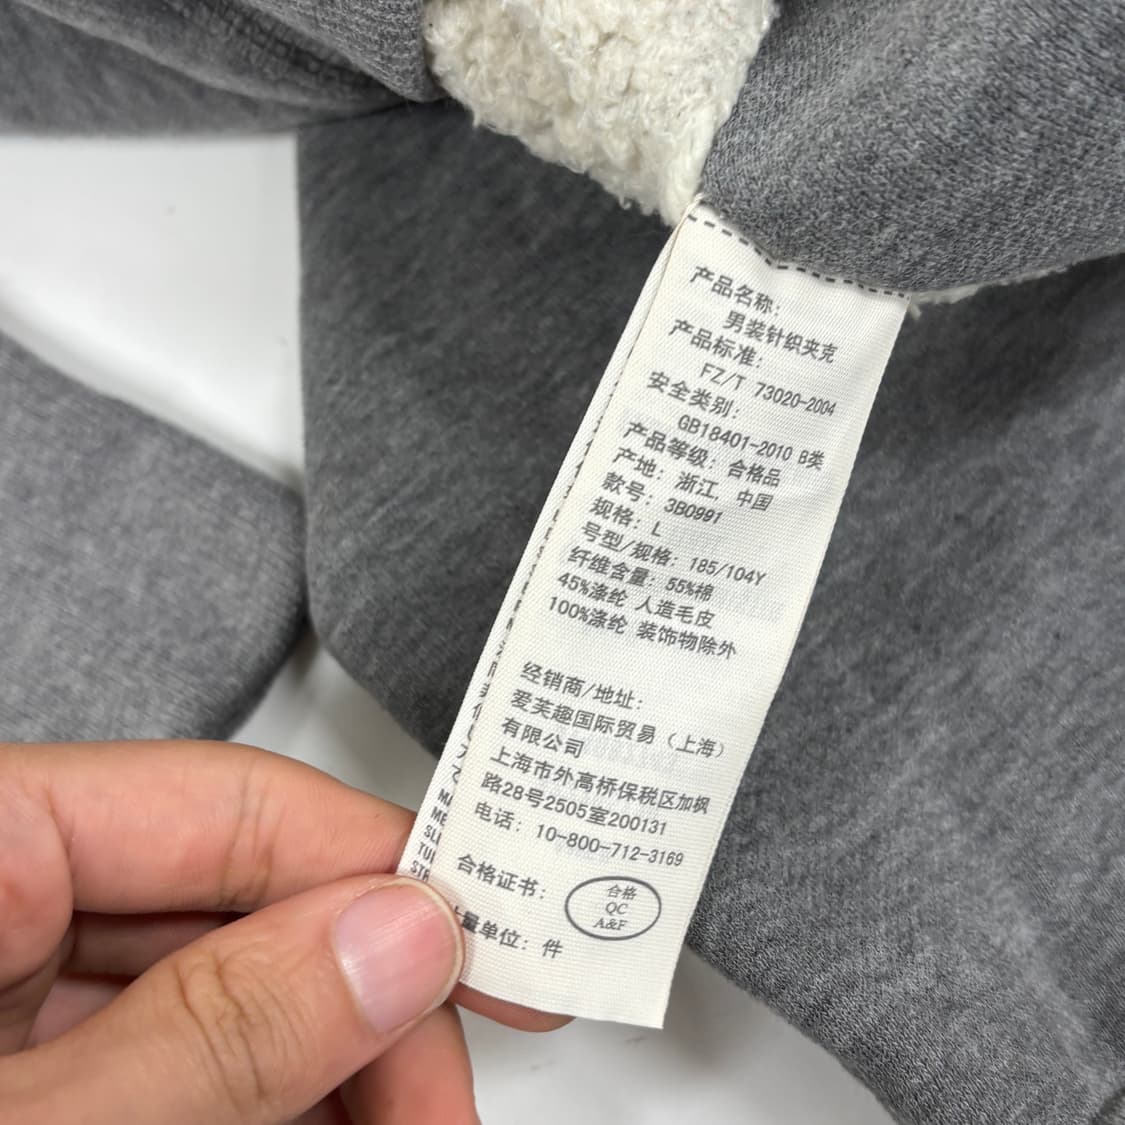 产品名称：
男装针织夹克
产品标准：
FZ/T 73020-2004
安全类别：
GB18401-2010 B类
产品等级：合格品
产地：浙江，中国
款号：3B0991
规格：L
号型/规格：185/104Y
纤维含量：55%棉
45%涤纶 人造毛皮
100%涤纶 装饰物除外
经销商/地址：
爱芙趣国际贸易（上海）
有限公司
上海市外高桥保税区加枫
路28号2505室200131
电话：10-800-712-3169
合格证书：
合格
QC
A&F
量单位：件